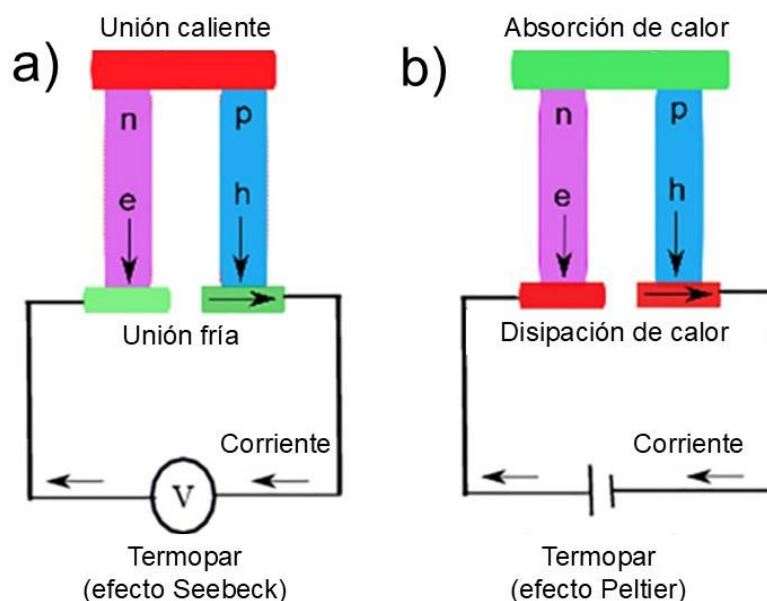 a)
Unión caliente
n
p
e
h
Unión fría
Corriente
V
Termopar
(efecto Seebeck)
b)
Absorción de calor
n
p
e
h
Disipación de calor
Corriente
Termopar
(efecto Peltier)